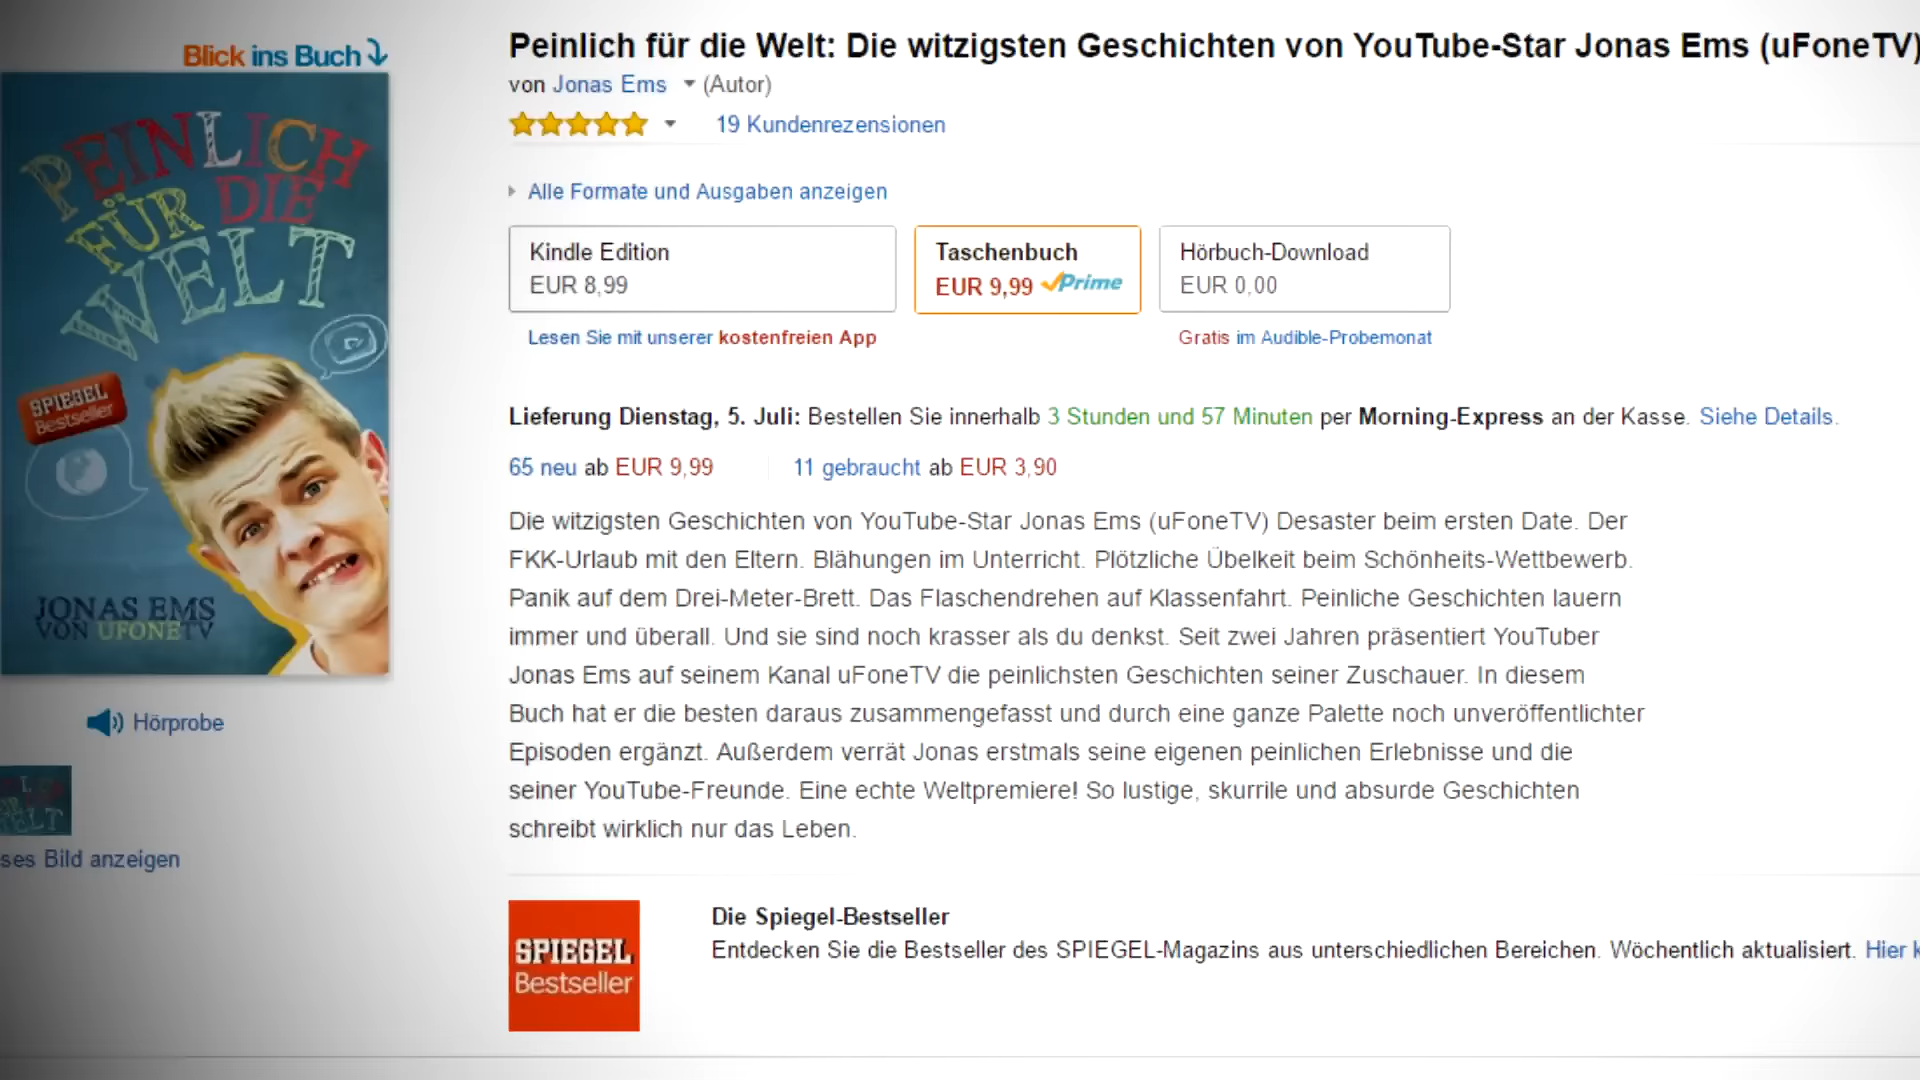 Blick ins Buch
PEINLICH
FÜR DIE
WELT
SPIEGEL
Bestseller
JONAS EMS
VON UFONETV
Hörprobe
ses Bild anzeigen
Peinlich für die Welt: Die witzigsten Geschichten von YouTube-Star Jonas Ems (uFoneTV)
von Jonas Ems (Autor)
19 Kundenrezensionen
Alle Formate und Ausgaben anzeigen
Kindle Edition
EUR 8,99
Lesen Sie mit unserer kostenfreien App
Taschenbuch
EUR 9,99 Prime
Hörbuch-Download
EUR 0,00
Gratis im Audible-Probemonat
Lieferung Dienstag, 5. Juli: Bestellen Sie innerhalb 3 Stunden und 57 Minuten per Morning-Express an der Kasse. Siehe Details.
65 neu ab EUR 9,99 11 gebraucht ab EUR 3,90
Die witzigsten Geschichten von YouTube-Star Jonas Ems (uFoneTV) Desaster beim ersten Date. Der
FKK-Urlaub mit den Eltern. Blähungen im Unterricht. Plötzliche Übelkeit beim Schönheits-Wettbewerb.
Panik auf dem Drei-Meter-Brett. Das Flaschendrehen auf Klassenfahrt. Peinliche Geschichten lauern
immer und überall. Und sie sind noch krasser als du denkst. Seit zwei Jahren präsentiert YouTuber
Jonas Ems auf seinem Kanal uFoneTV die peinlichsten Geschichten seiner Zuschauer. In diesem
Buch hat er die besten daraus zusammengefasst und durch eine ganze Palette noch unveröffentlichter
Episoden ergänzt. Außerdem verrät Jonas erstmals seine eigenen peinlichen Erlebnisse und die
seiner YouTube-Freunde. Eine echte Weltpremiere! So lustige, skurrile und absurde Geschichten
schreibt wirklich nur das Leben.
SPIEGEL
Bestseller
Die Spiegel-Bestseller
Entdecken Sie die Bestseller des SPIEGEL-Magazins aus unterschiedlichen Bereichen. Wöchentlich aktualisiert. Hier